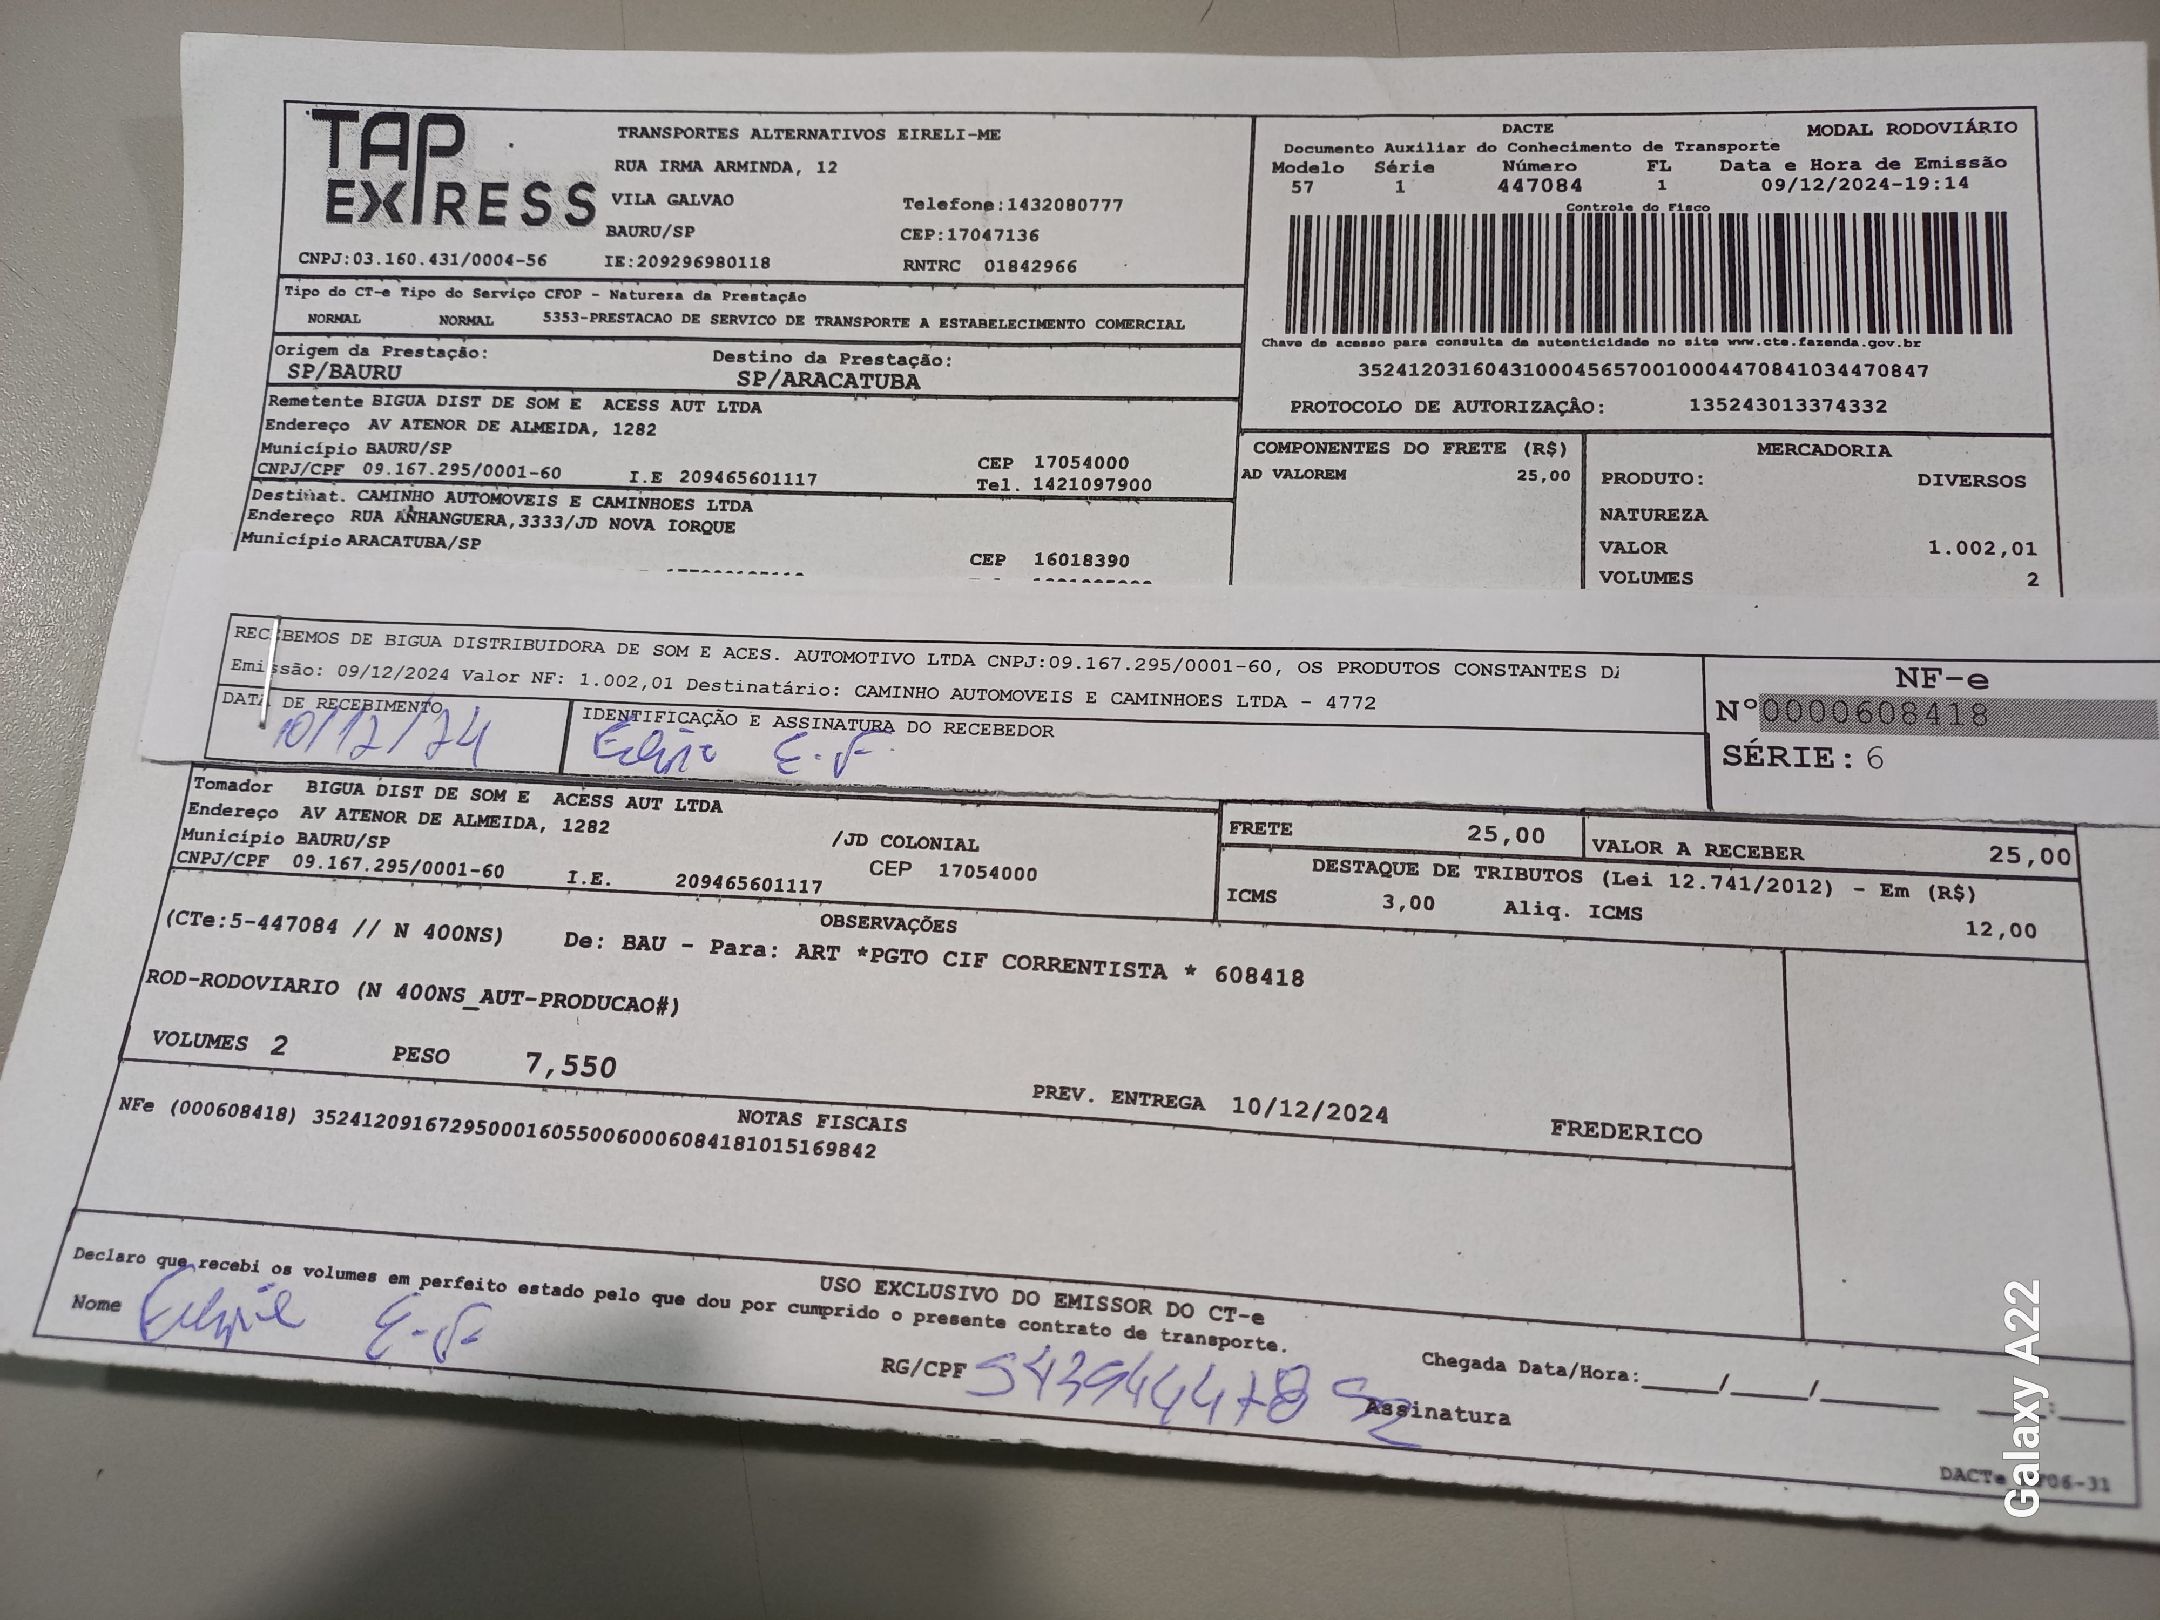 TAP EXPRESS
TRANSPORTES ALTERNATIVOS EIRELI-ME
RUA IRMA ARMINDA, 12
VILA GALVAO Telefone:1432080777
BAURU/SP CEP:17047136
CNPJ:03.160.431/0004-56 IE:209296980118 RNTRC 01842966
DACTE MODAL RODOVIÁRIO
Documento Auxiliar do Conhecimento de Transporte
Modelo Série Número FL Data e Hora de Emissão
57 1 447084 1 09/12/2024-19:14
Controle do Fisco
Chave de acesso para consulta de autenticidade no site www.cte.fazenda.gov.br
35241203160431000456570010004470841034470847
PROTOCOLO DE AUTORIZAÇÃO: 135243013374332
Tipo do CT-e Tipo do Serviço CFOP - Natureza da Prestação
NORMAL NORMAL 5353-PRESTACAO DE SERVICO DE TRANSPORTE A ESTABELECIMENTO COMERCIAL
Origem da Prestação: Destino da Prestação:
SP/BAURU SP/ARACATUBA
Remetente BIGUA DIST DE SOM E ACESS AUT LTDA
Endereço AV ATENOR DE ALMEIDA, 1282
Município BAURU/SP CEP 17054000
CNPJ/CPF 09.167.295/0001-60 I.E 209465601117 Tel. 1421097900
Destinat. CAMINHO AUTOMOVEIS E CAMINHOES LTDA
Endereço RUA ANHANGUERA,3333/JD NOVA IORQUE
Município ARACATUBA/SP CEP 16018390
COMPONENTES DO FRETE (R$)
AD VALOREM 25,00
MERCADORIA
PRODUTO: DIVERSOS
NATUREZA
VALOR 1.002,01
VOLUMES 2
RECEBEMOS DE BIGUA DISTRIBUIDORA DE SOM E ACES. AUTOMOTIVO LTDA CNPJ:09.167.295/0001-60, OS PRODUTOS CONSTANTES
Emissão: 09/12/2024 Valor NF: 1.002,01 Destinatário: CAMINHO AUTOMOVEIS E CAMINHOES LTDA - 4772
DATA DE RECEBIMENTO IDENTIFICAÇÃO E ASSINATURA DO RECEBEDOR
10/12/24 E.F
NF-e
Nº0000608418
SÉRIE: 6
Tomador BIGUA DIST DE SOM E ACESS AUT LTDA
Endereço AV ATENOR DE ALMEIDA, 1282 /JD COLONIAL
Município BAURU/SP CEP 17054000
CNPJ/CPF 09.167.295/0001-60 I.E. 209465601117
FRETE 25,00 VALOR A RECEBER 25,00
DESTAQUE DE TRIBUTOS (Lei 12.741/2012) - Em (R$)
ICMS 3,00 Aliq. ICMS 12,00
OBSERVAÇÕES
(CTe:5-447084 // N 400NS) De: BAU - Para: ART *PGTO CIF CORRENTISTA * 608418
ROD-RODOVIARIO (N 400NS_AUT-PRODUCAO#)
VOLUMES 2 PESO 7,550
PREV. ENTREGA 10/12/2024 FREDERICO
NOTAS FISCAIS
NFe (000608418) 35241209167295000160550060006084181015169842
USO EXCLUSIVO DO EMISSOR DO CT-e
Declaro que recebi os volumes em perfeito estado pelo que dou por cumprido o presente contrato de transporte.
Nome E.F
RG/CPF Assinatura
Chegada Data/Hora:____/____/______ ____:____
Galaxy A22